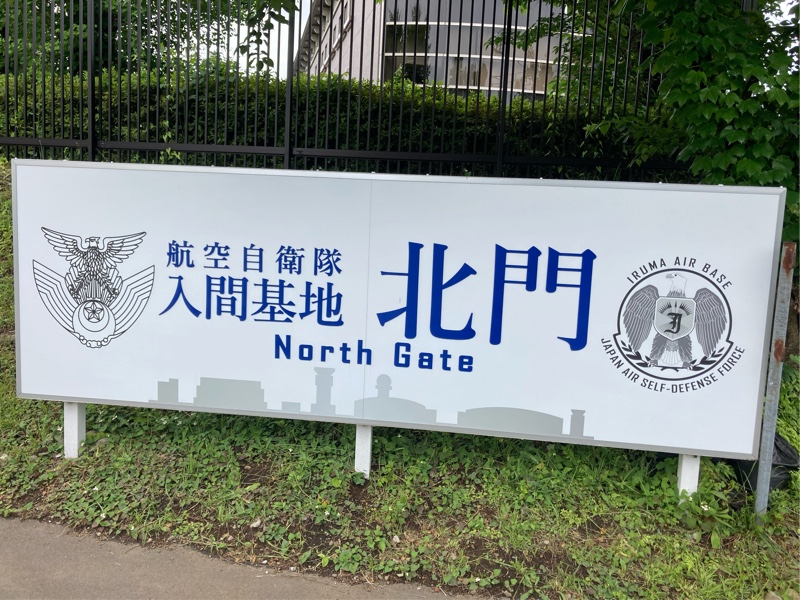 航空自衛隊
入間基地
北門
North Gate
IRUMA AIR BASE
JAPAN AIR SELF-DEFENSE FORCE